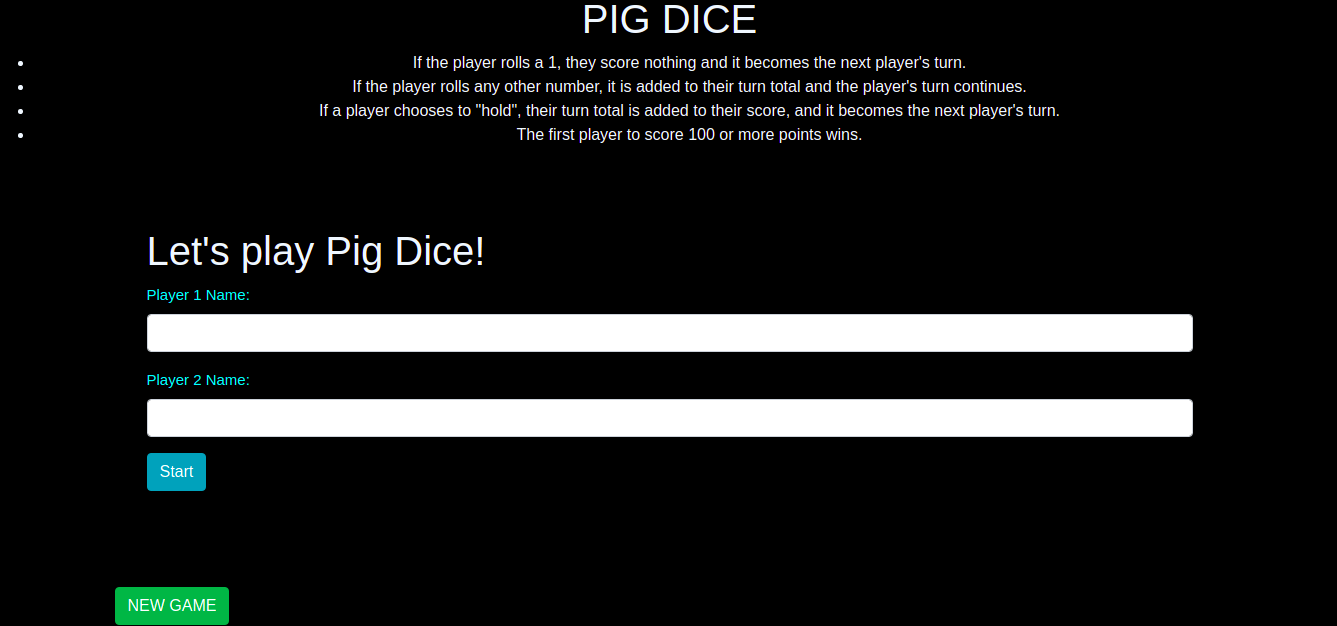 PIG DICE
If the player rolls a 1, they score nothing and it becomes the next player's turn.
If the player rolls any other number, it is added to their turn total and the player's turn continues.
If a player chooses to "hold", their turn total is added to their score, and it becomes the next player's turn.
The first player to score 100 or more points wins.
Let's play Pig Dice!
Player 1 Name:
Player 2 Name:
Start
NEW GAME